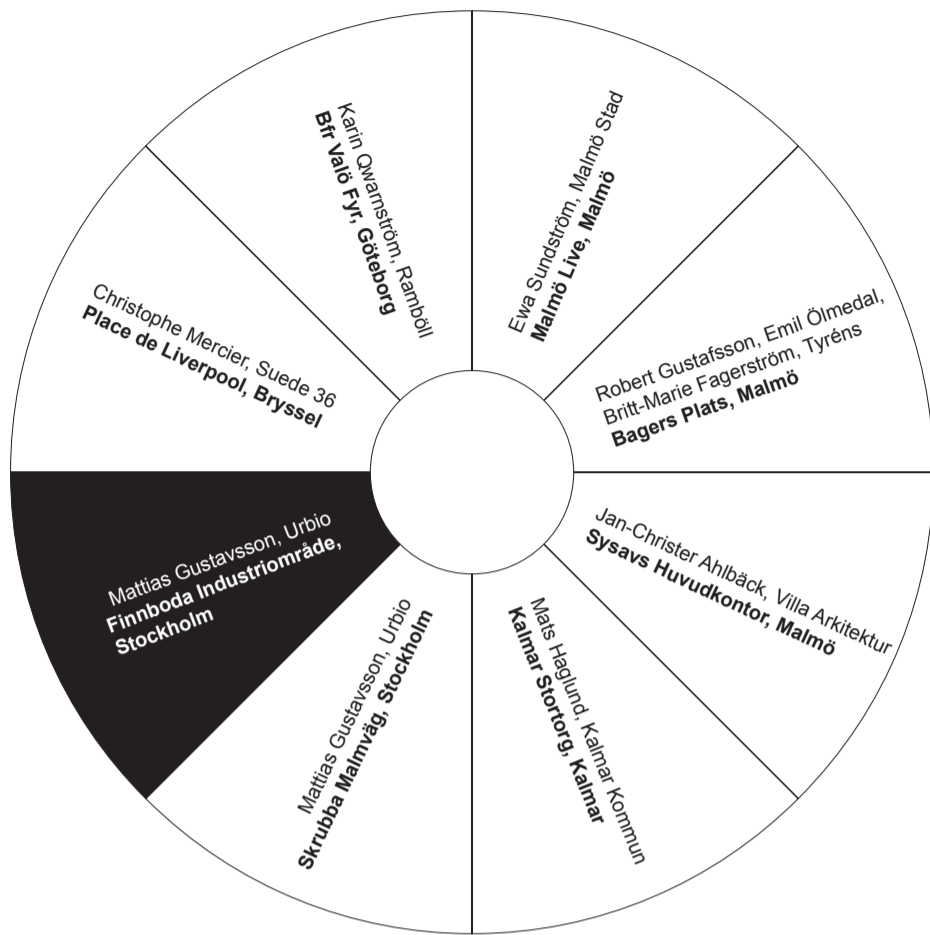 Ewa Sundström, Malmö Stad
Malmö Live, Malmö
Robert Gustafsson, Emil Ölmedal,
Britt-Marie Fagerström, Tyréns
Bagers Plats, Malmö
Jan-Christer Ahlbäck, Villa Arkitektur
Sysavs Huvudkontor, Malmö
Mats Haglund, Kalmar Kommun
Kalmar Stortorg, Kalmar
Mattias Gustavsson, Urbio
Skrubba Malmväg, Stockholm
Mattias Gustavsson, Urbio
Finnboda Industriområde,
Stockholm
Christophe Mercier, Suede 36
Place de Liverpool, Bryssel
Karin Qwarnström, Ramböll
Bfr Valö Fyr, Göteborg